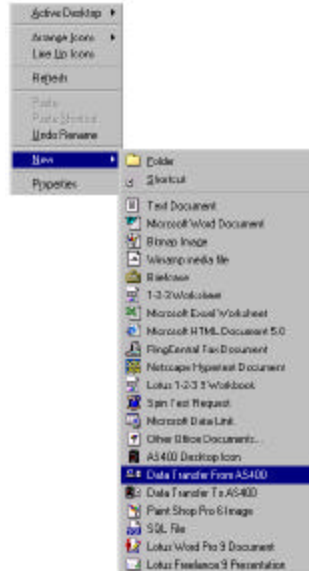 Active Desktop
Arrange Icons
Line Up Icons
Refresh
Paste
Paste Shortcut
Undo Rename
New
Properties
Folder
Shortcut
Text Document
Microsoft Word Document
Bitmap Image
Winamp media file
Briefcase
1-2-3 Worksheet
Microsoft Excel Worksheet
Microsoft HTML Document 5.0
RingCentral Fax Document
Netscape Hypertext Document
Lotus 1-2-3 9 Workbook
Spin Test Request
Microsoft Data Link
Other Office Documents...
AS400 Desktop Icon
Data Transfer From AS400
Data Transfer To AS400
Paint Shop Pro 6 Image
SQL File
Lotus Word Pro 9 Document
Lotus Freelance 9 Presentation